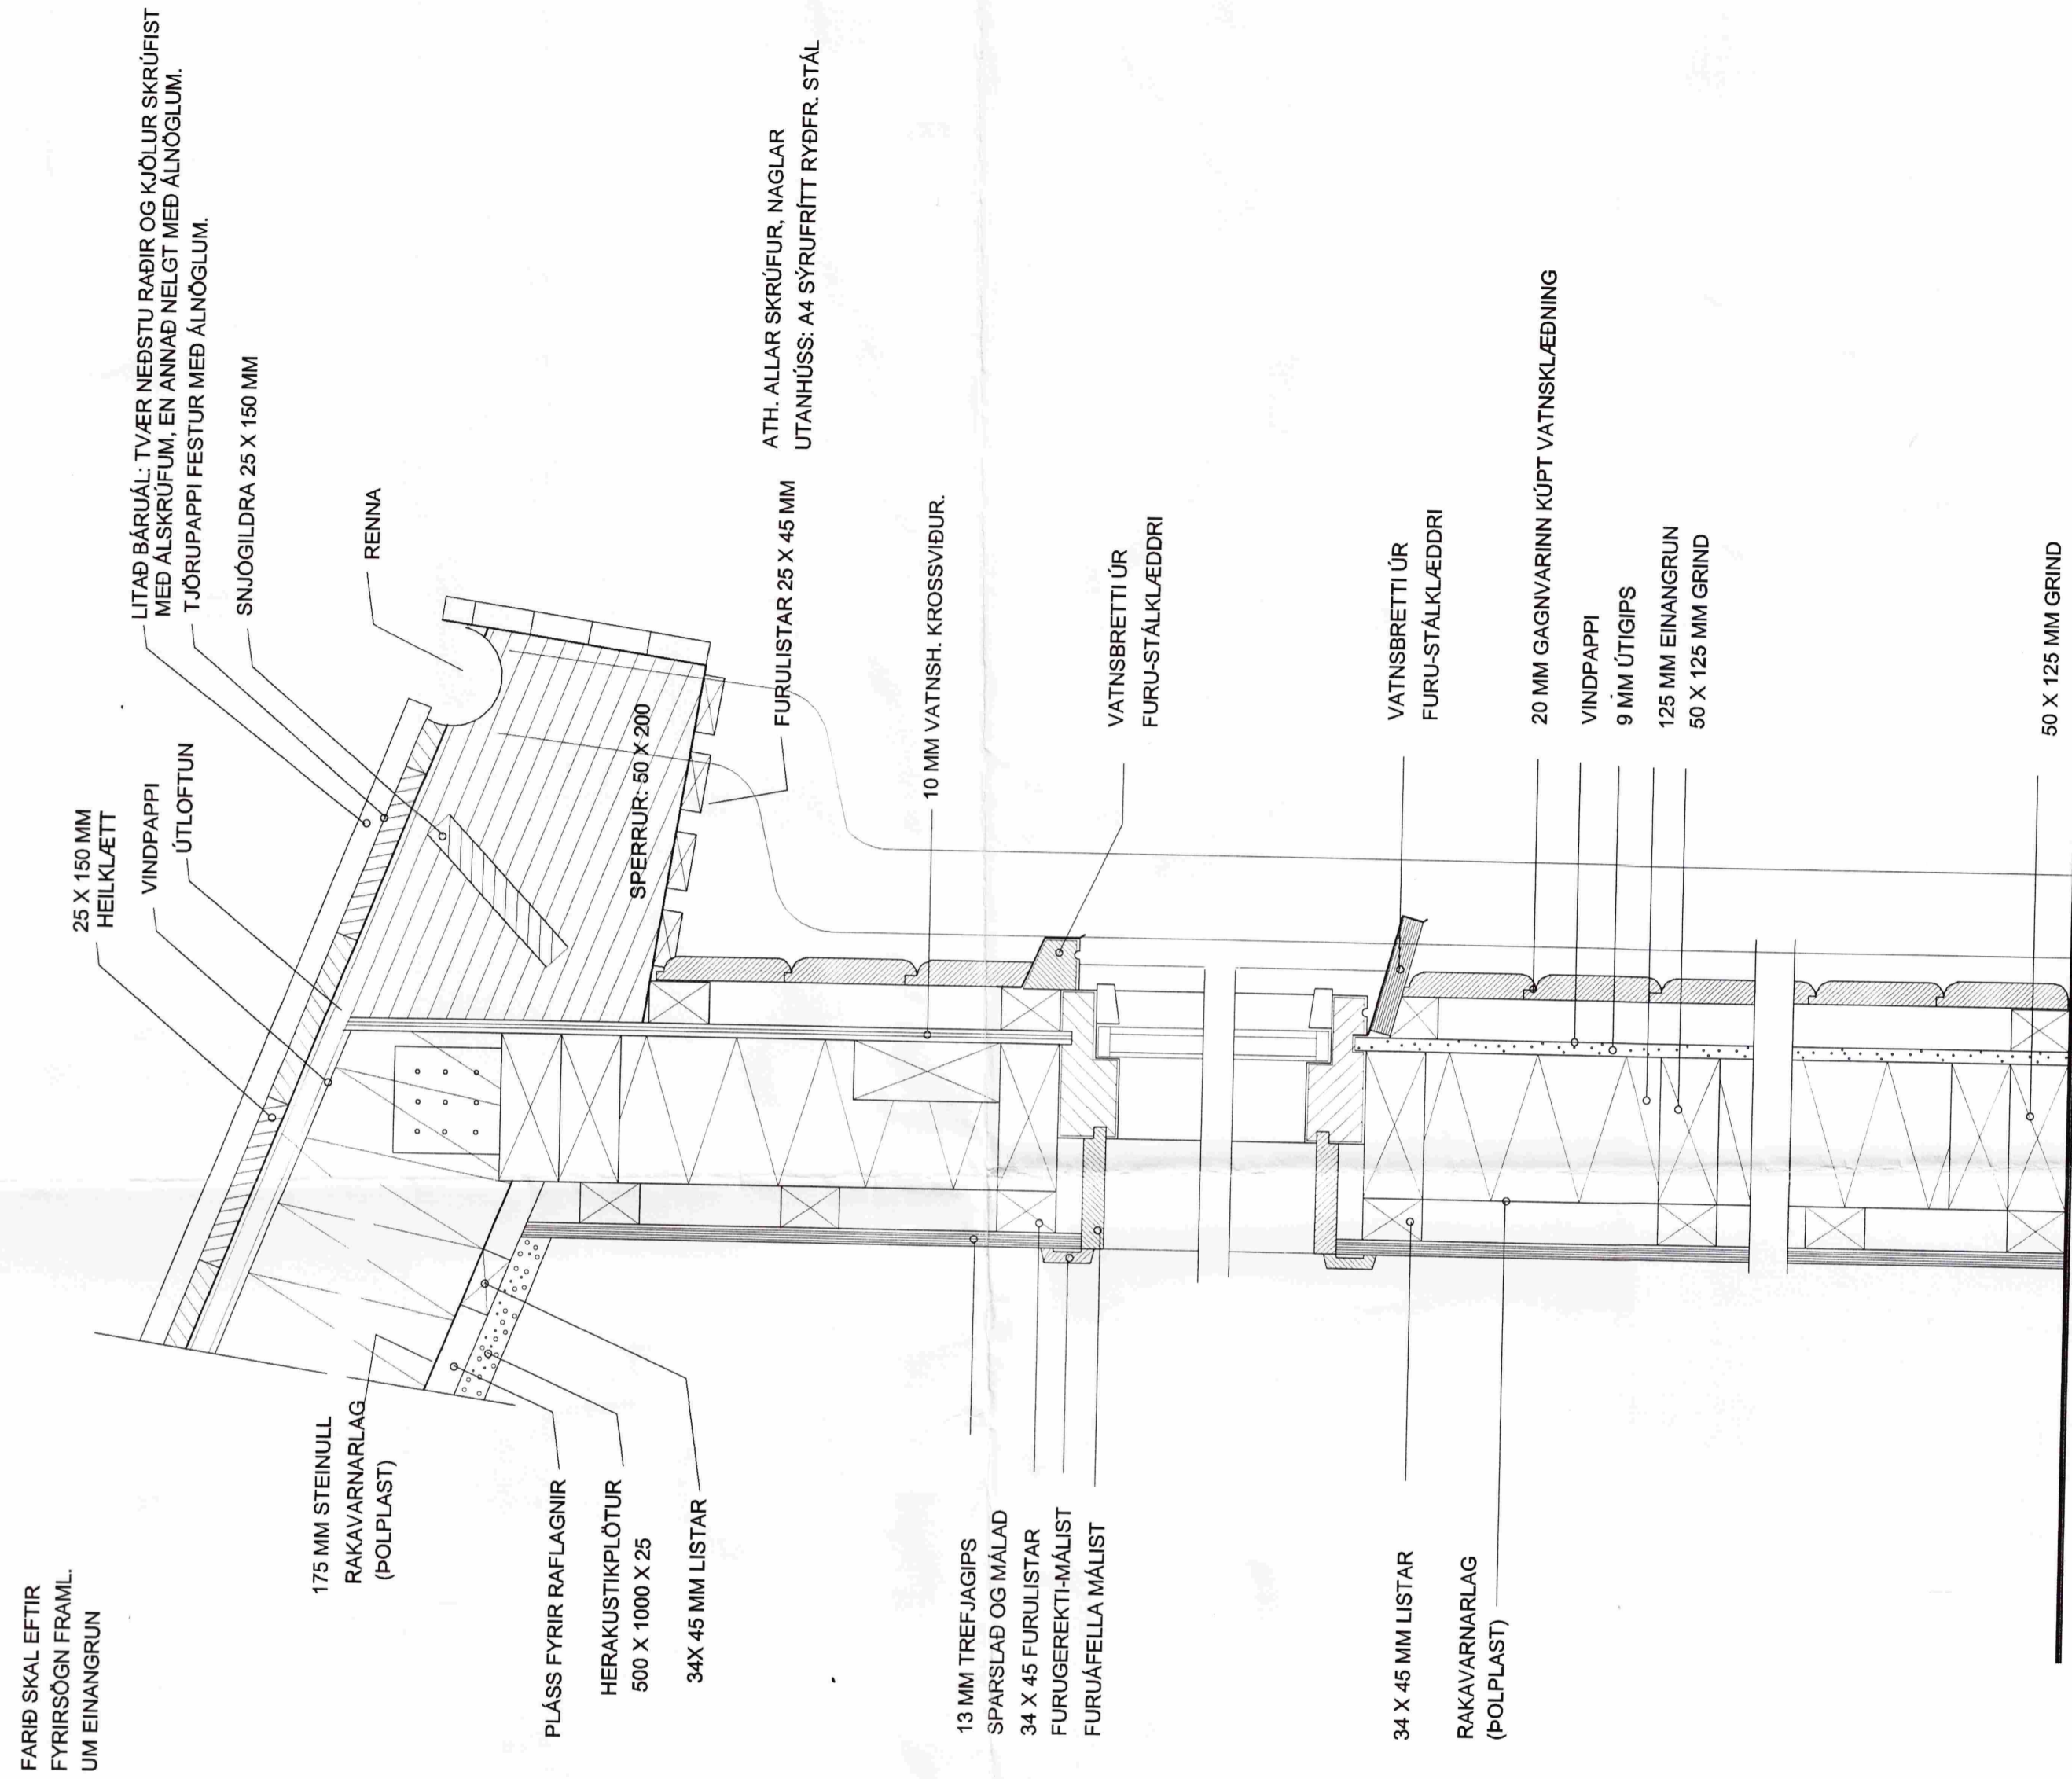 FARIÐ SKAL EFTIR
FYRIRSÖGN FRAML.
UM EINANGRUN
25 X 150 MM
HEILKLÆTT
VINDPAPPI
ÚTLOFTUN
LITAÐ BÁRUÁL: TVÆR NEÐSTU RAÐIR OG KJÖLUR SKRÚFIST
MEÐ ÁLSKRÚFUM, EN ANNAÐ NELGT MEÐ ÁLNÖGLUM.
TJÖRUPAPPI FESTUR MEÐ ÁLNÖGLUM.
SNJÓGILDRA 25 X 150 MM
RENNA
175 MM STEINULL
RAKAVARNARLAG
(ÞOLPLAST)
PLÁSS FYRIR RAFLAGNIR
HERAKUSTIKPLÖTUR
500 X 1000 X 25
34X 45 MM LISTAR
SPERRUR: 50 X 200
FURULISTAR 25 X 45 MM
ATH. ALLAR SKRÚFUR, NAGLAR
UTANHÚSS: A4 SÝRUFRÍTT RYÐFR. STÁL
10 MM VATNSH. KROSSVIÐUR.
13 MM TREFJAGIPS
SPARSLAÐ OG MÁLAD
34 X 45 FURULISTAR
FURUGEREKTI-MÁLIST
FURUÁFELLA MÁLIST
VATNSBRETTI ÚR
FURU-STÁLKLÆDDRI
VATNSBRETTI ÚR
FURU-STÁLKLÆDDRI
34 X 45 MM LISTAR
RAKAVARNARLAG
(ÞOLPLAST)
20 MM GAGNVARINN KÚPT VATNSKLÆÐNING
VINDPAPPI
9 MM ÚTIGIPS
125 MM EINANGRUN
50 X 125 MM GRIND
50 X 125 MM GRIND